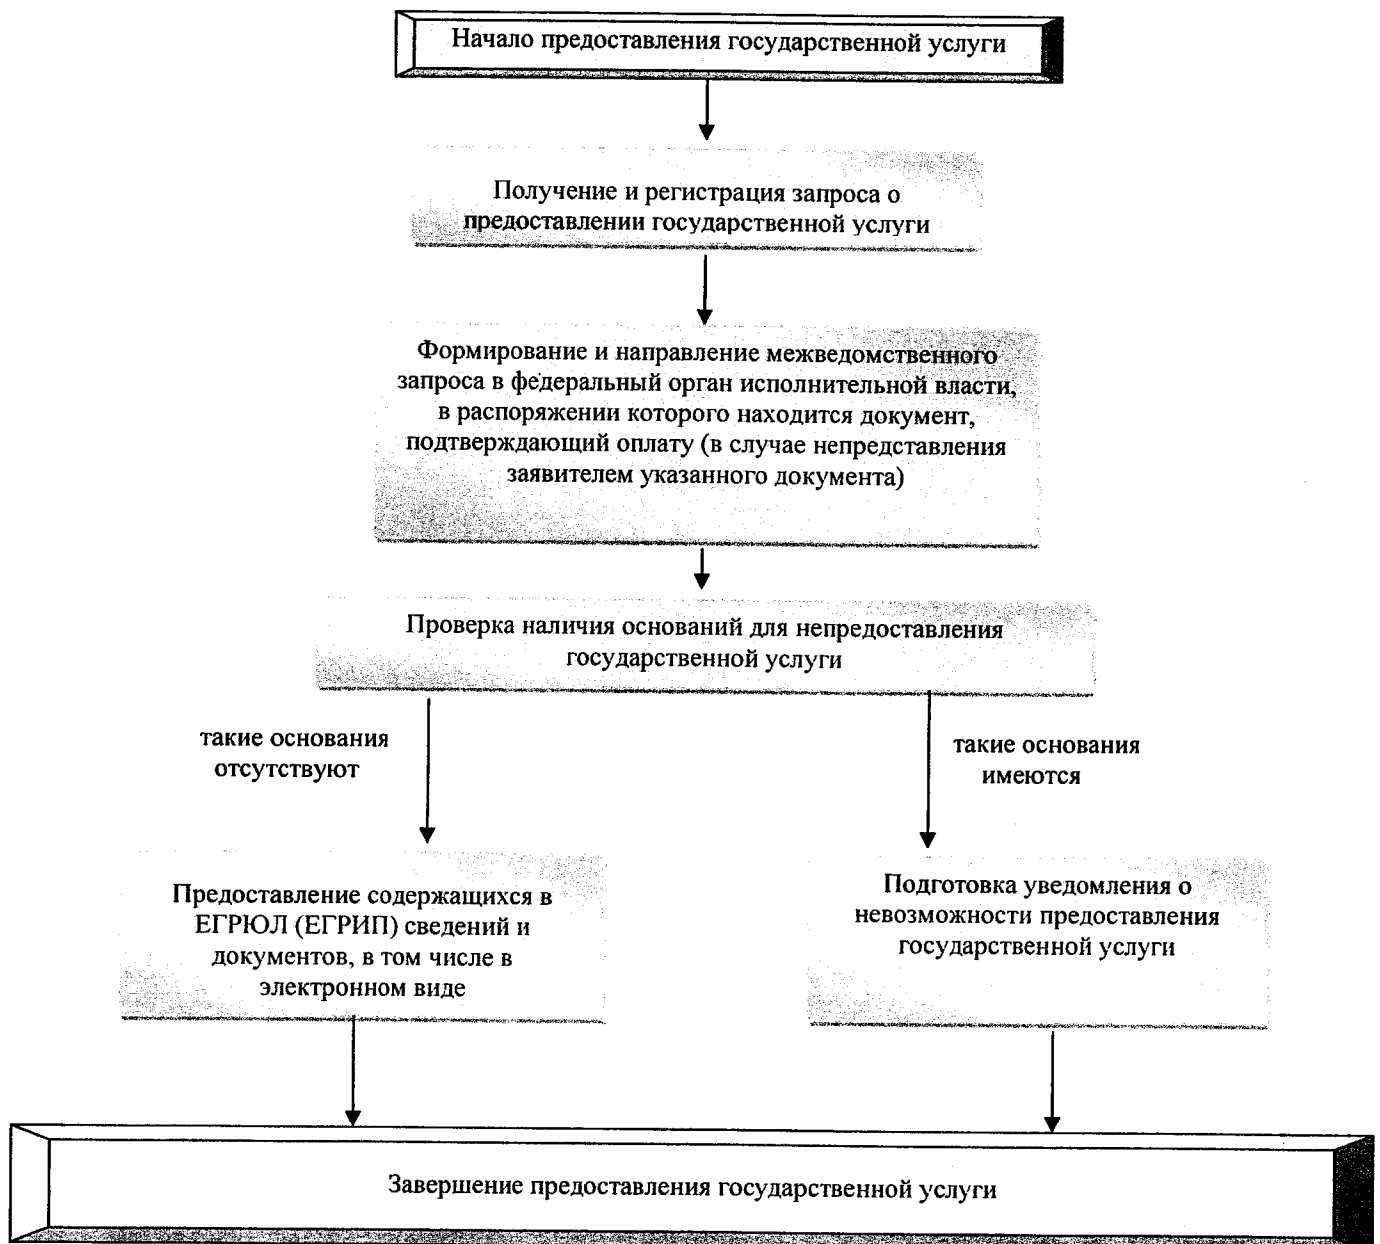 Начало предоставления государственной услуги
Получение и регистрация запроса о
предоставлении государственной услуги
Формирование и направление межведомственного
запроса в федеральный орган исполнительной власти,
в распоряжении которого находится документ,
подтверждающий оплату (в случае непредставления
заявителем указанного документа)
Проверка наличия оснований для непредоставления
государственной услуги
такие основания
отсутствуют
такие основания
имеются
Предоставление содержащихся в
ЕГРЮЛ (ЕГРИП) сведений и
документов, в том числе в
электронном виде
Подготовка уведомления о
невозможности предоставления
государственной услуги
Завершение предоставления государственной услуги